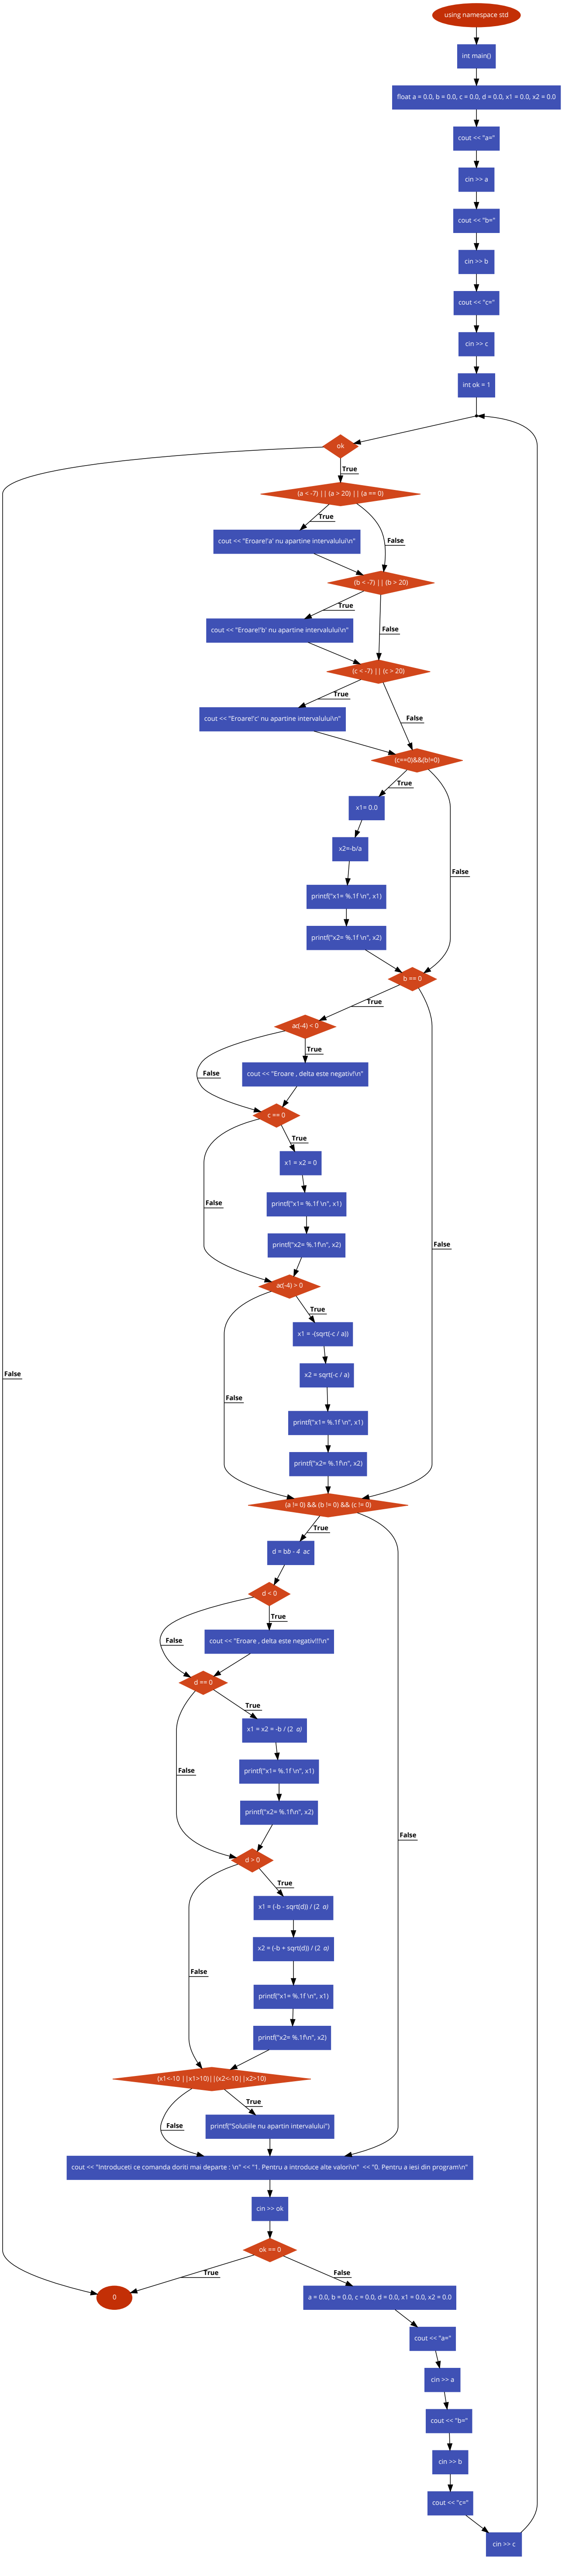 using namespace std
int main()
float a = 0.0, b = 0.0, c = 0.0, d = 0.0, x1 = 0.0, x2 = 0.0
cout << "a="
cin >> a
cout << "b="
cin >> b
cout << "c="
cin >> c
int ok = 1
ok
True
(a < -7) || (a > 20) || (a == 0)
True
cout << "Eroare!'a' nu apartine intervalului\n"
False
(b < -7) || (b > 20)
True
cout << "Eroare!'b' nu apartine intervalului\n"
False
(c < -7) || (c > 20)
True
cout << "Eroare!'c' nu apartine intervalului\n"
False
(c==0)&&(b!=0)
True
x1= 0.0
x2=-b/a
False
printf("x1= %.1f \n", x1)
printf("x2= %.1f \n", x2)
b == 0
True
ac(-4) < 0
True
False
cout << "Eroare , delta este negativ!\n"
c == 0
True
x1 = x2 = 0
False
printf("x1= %.1f \n", x1)
printf("x2= %.1f\n", x2)
False
ac(-4) > 0
True
x1 = -(sqrt(-c / a))
x2 = sqrt(-c / a)
False
False
printf("x1= %.1f \n", x1)
printf("x2= %.1f\n", x2)
(a != 0) && (b != 0) && (c != 0)
True
d = bb - 4 ac
d < 0
True
False
cout << "Eroare , delta este negativ!!!\n"
d == 0
True
x1 = x2 = -b / (2 a)
False
printf("x1= %.1f \n", x1)
printf("x2= %.1f\n", x2)
False
d > 0
True
x1 = (-b - sqrt(d)) / (2 a)
x2 = (-b + sqrt(d)) / (2 a)
False
printf("x1= %.1f \n", x1)
printf("x2= %.1f\n", x2)
(x1<-10 ||x1>10)||(x2<-10||x2>10)
True
False
printf("Solutiile nu apartin intervalului")
cout << "Introduceti ce comanda doriti mai departe : \n" << "1. Pentru a introduce alte valori\n" << "0. Pentru a iesi din program\n"
cin >> ok
ok == 0
True
False
0
a = 0.0, b = 0.0, c = 0.0, d = 0.0, x1 = 0.0, x2 = 0.0
cout << "a="
cin >> a
cout << "b="
cin >> b
cout << "c="
cin >> c